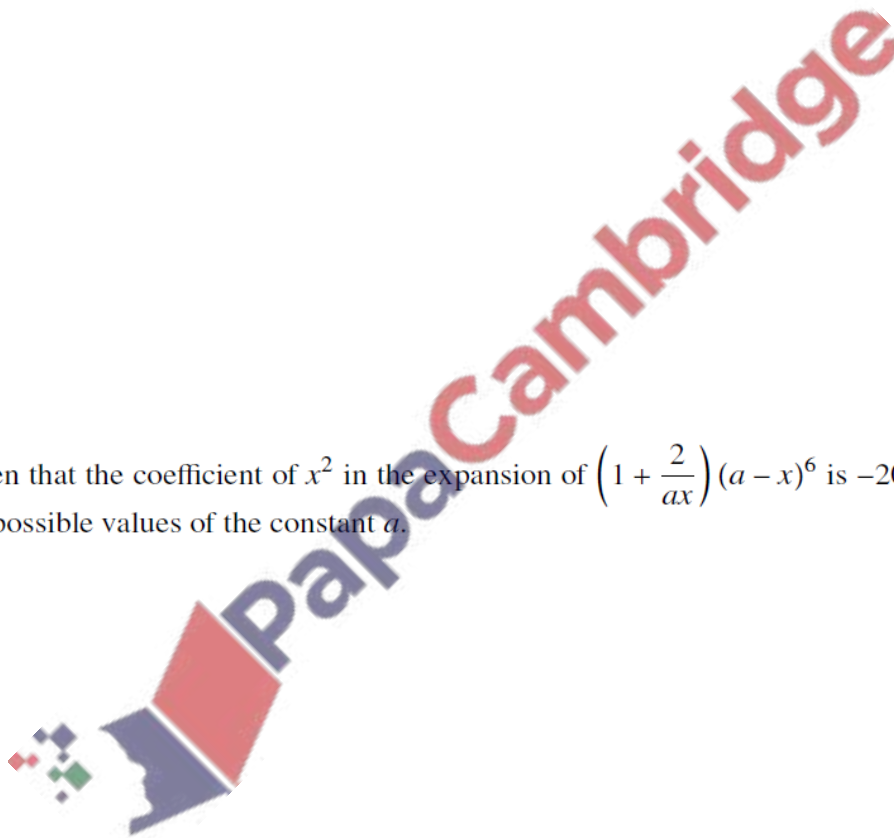 en that the coefficient of x² in the expansion of (1 + 2/(ax)) (a − x)⁶ is −20
possible values of the constant a.
PapaCambridge